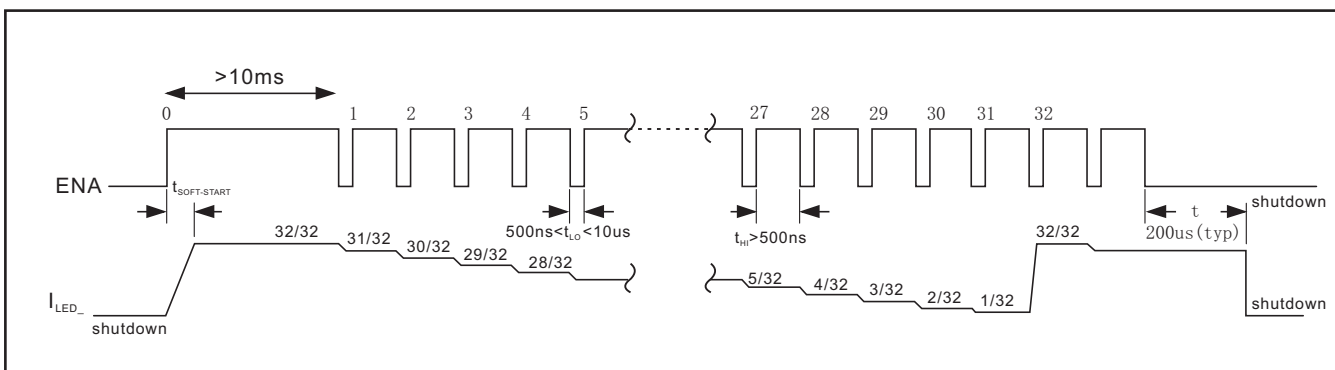 >10ms
0 1 2 3 4 5 27 28 29 30 31 32
ENA
tSOFT-START
shutdown
500ns<tLO<10us
tHI>500ns
t
200us(typ)
32/32 31/32 30/32 29/32 28/32 5/32 4/32 3/32 2/32 1/32 32/32
ILED_
shutdown
shutdown